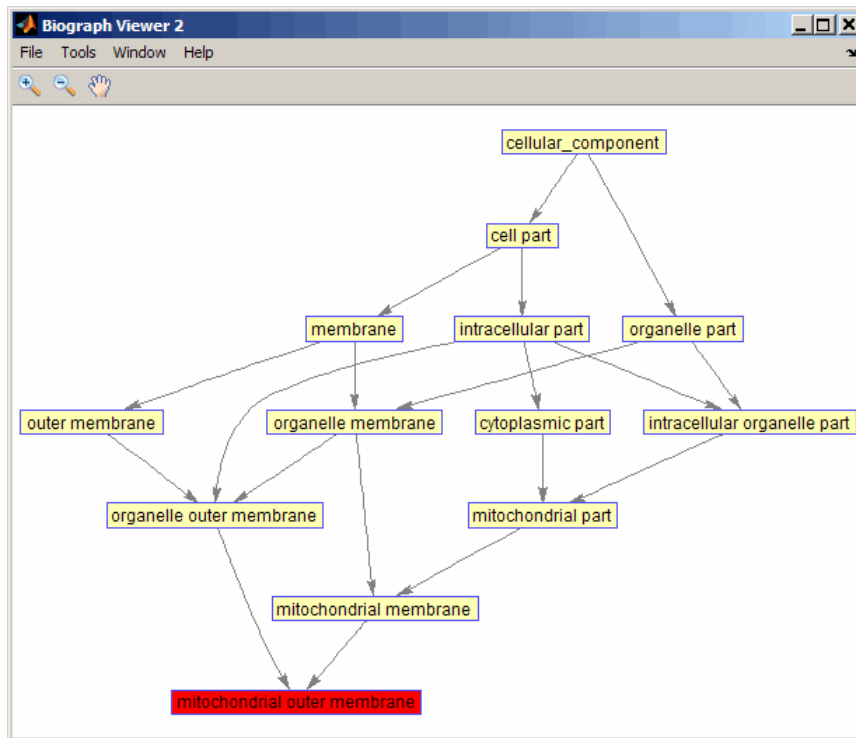 Biograph Viewer 2
File Tools Window Help
cellular_component
cell part
membrane
intracellular part
organelle part
outer membrane
organelle membrane
cytoplasmic part
intracellular organelle part
organelle outer membrane
mitochondrial part
mitochondrial membrane
mitochondrial outer membrane